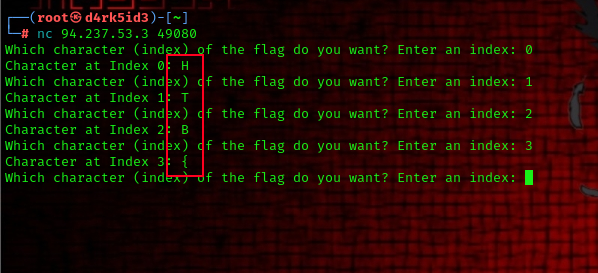 ┌──(root㉿d4rk5id3)-[~]
└─# nc 94.237.53.3 49080
Which character (index) of the flag do you want? Enter an index: 0
Character at Index 0: H
Which character (index) of the flag do you want? Enter an index: 1
Character at Index 1: T
Which character (index) of the flag do you want? Enter an index: 2
Character at Index 2: B
Which character (index) of the flag do you want? Enter an index: 3
Character at Index 3: {
Which character (index) of the flag do you want? Enter an index: